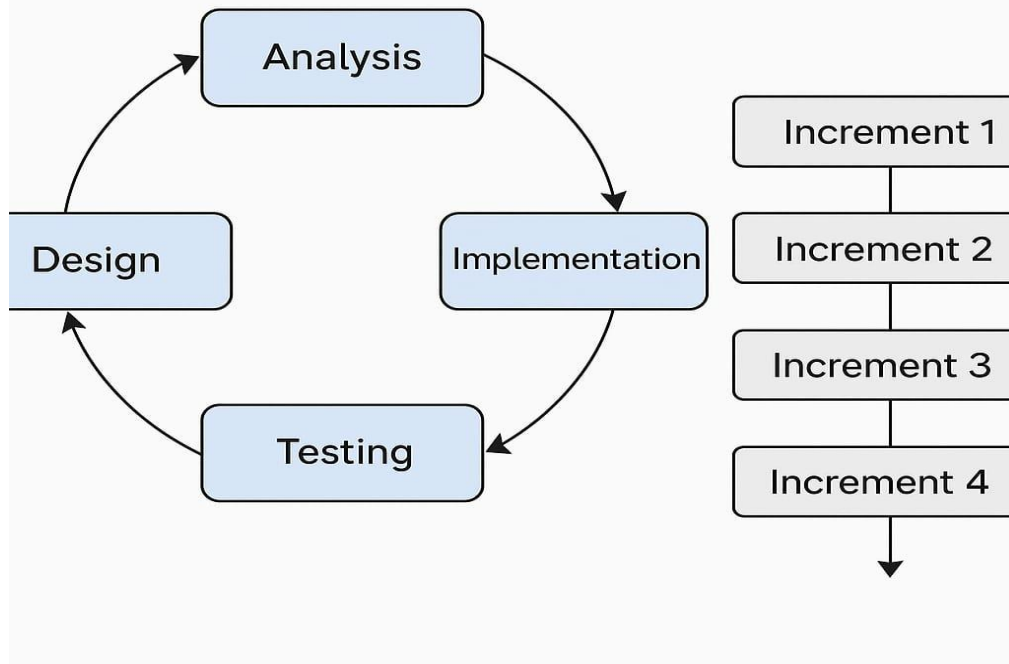 Analysis
Design
Implementation
Testing
Increment 1
Increment 2
Increment 3
Increment 4